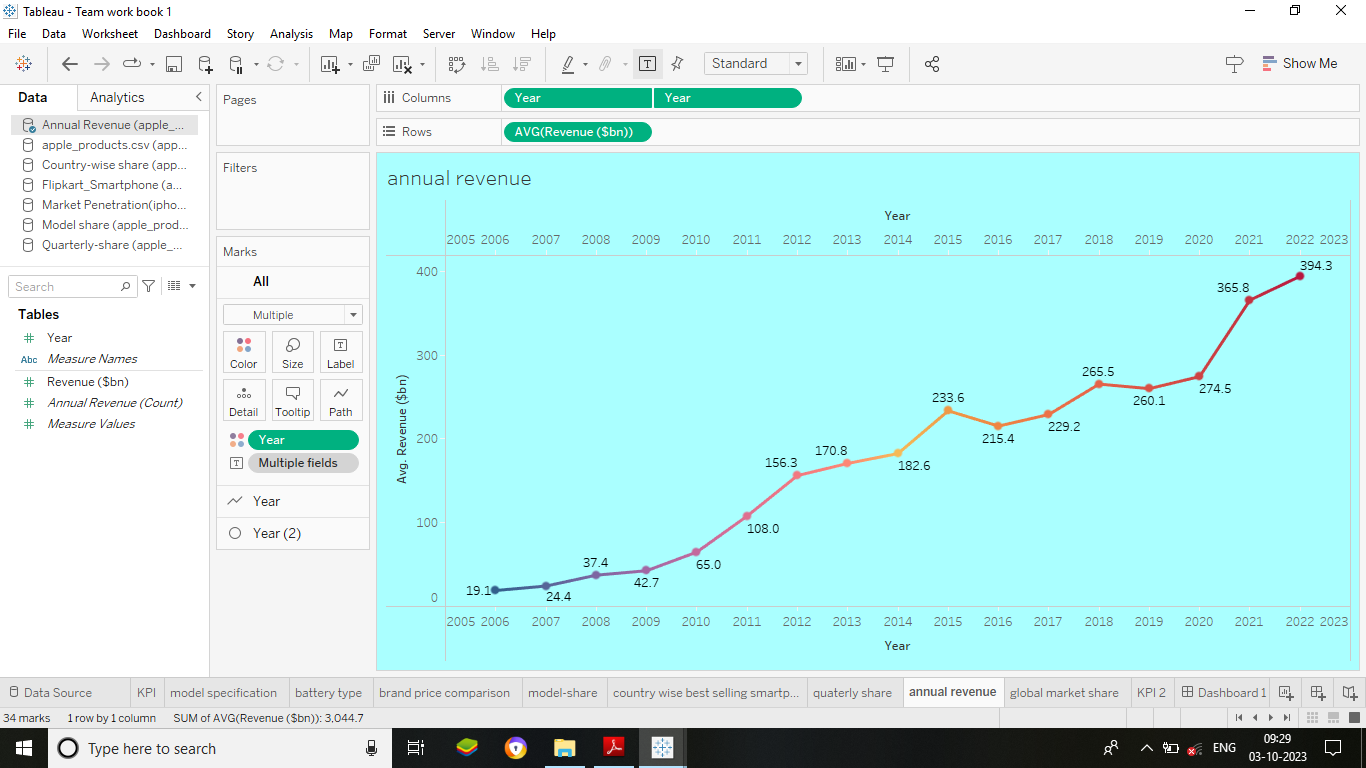 Tableau - Team work book 1
File Data Worksheet Dashboard Story Analysis Map Format Server Window Help
Standard
Show Me
Data Analytics
Annual Revenue (apple_...
apple_products.csv (app...
Country-wise share (app...
Flipkart_Smartphone (a...
Market Penetration(ipho...
Model share (apple_prod...
Quarterly-share (apple_...
Search
Tables
Year
Abc Measure Names
Revenue ($bn)
Annual Revenue (Count)
Measure Values
Pages
Filters
Marks
All
Multiple
Color Size Label
Detail Tooltip Path
Year
Multiple fields
Year
Year (2)
Columns Year Year
Rows AVG(Revenue ($bn))
annual revenue
Year
2005 2006 2007 2008 2009 2010 2011 2012 2013 2014 2015 2016 2017 2018 2019 2020 2021 2022 2023
Avg. Revenue ($bn)
400
300
200
100
0
19.1
24.4
37.4
42.7
65.0
108.0
156.3
170.8
182.6
233.6
215.4
229.2
265.5
260.1
274.5
365.8
394.3
2005 2006 2007 2008 2009 2010 2011 2012 2013 2014 2015 2016 2017 2018 2019 2020 2021 2022 2023
Year
Data Source KPI model specification battery type brand price comparison model-share country wise best selling smartp... quaterly share annual revenue global market share KPI 2 Dashboard 1
34 marks 1 row by 1 column SUM of AVG(Revenue ($bn)): 3,044.7
Type here to search
ENG
09:29
03-10-2023